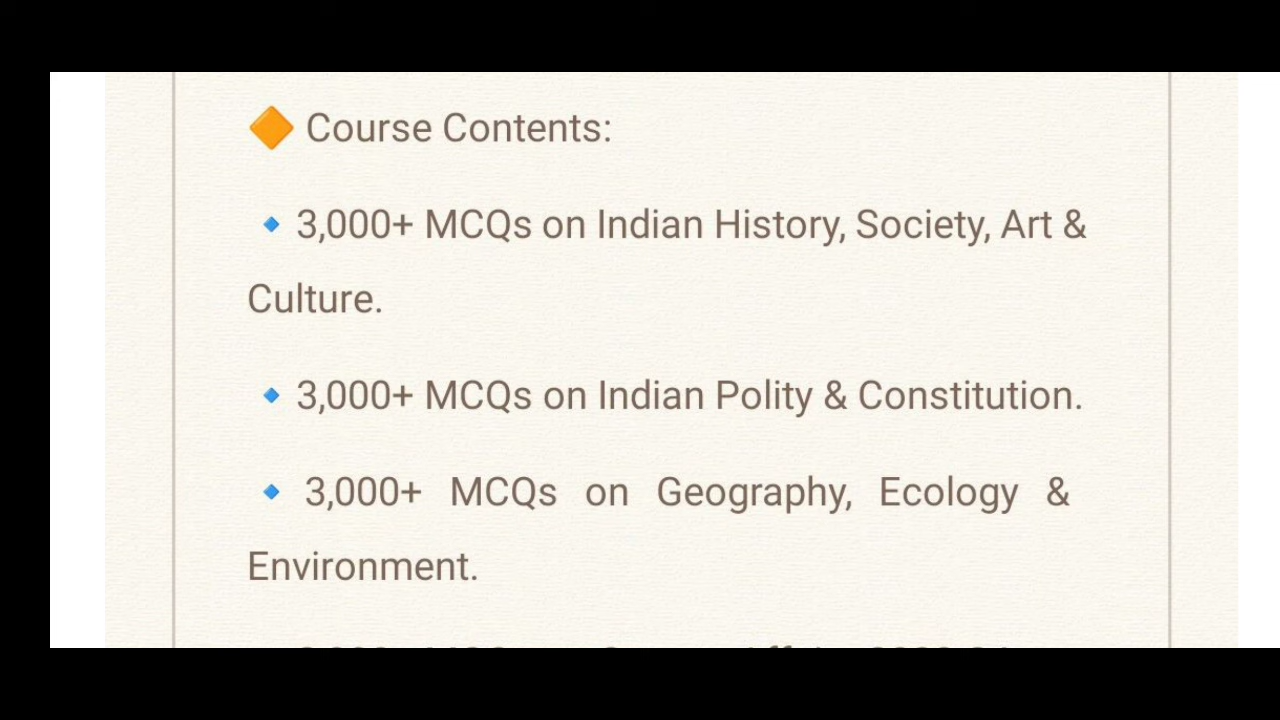 🔶 Course Contents:
🔹 3,000+ MCQs on Indian History, Society, Art &
Culture.
🔹 3,000+ MCQs on Indian Polity & Constitution.
🔹 3,000+ MCQs on Geography, Ecology &
Environment.